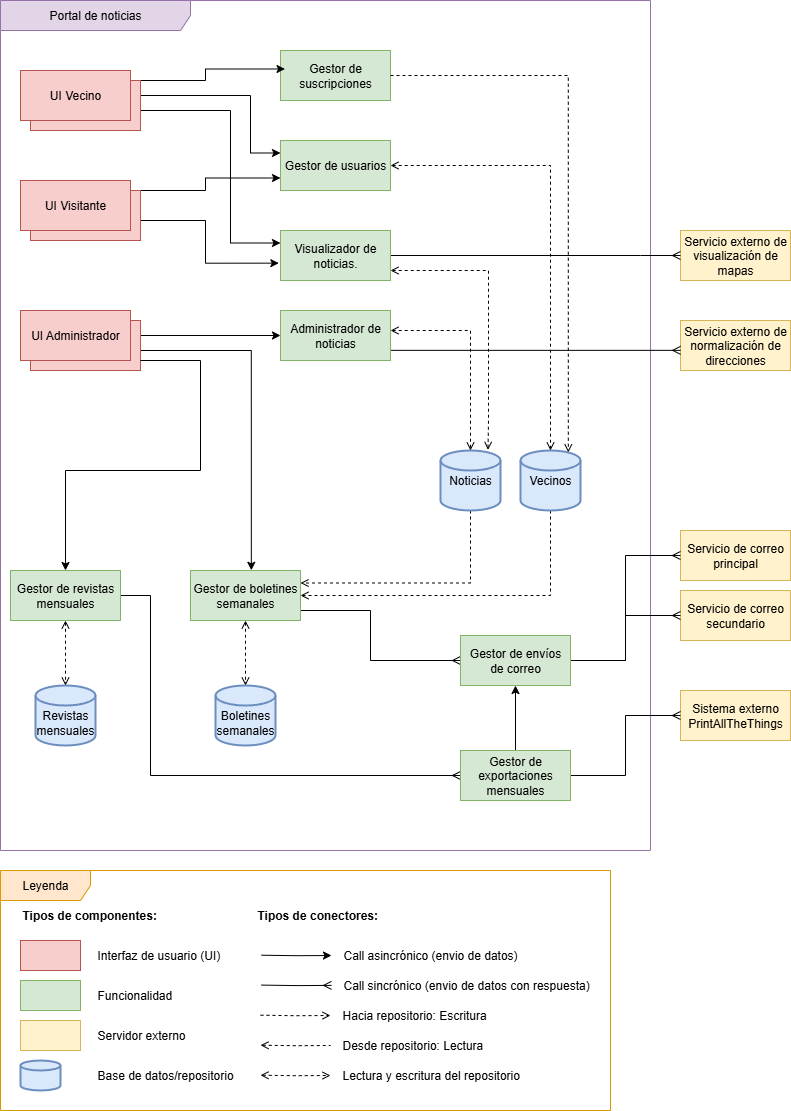 Portal de noticias
Gestor de
suscripciones
UI Vecino
Gestor de usuarios
UI Visitante
Visualizador de
noticias.
Servicio externo de
visualización de
mapas
UI Administrador
Administrador de
noticias
Servicio externo de
normalización de
direcciones
Noticias
Vecinos
Gestor de revistas
mensuales
Gestor de boletines
semanales
Servicio de correo
principal
Servicio de correo
secundario
Gestor de envíos
de correo
Revistas
mensuales
Boletines
semanales
Sistema externo
PrintAllTheThings
Gestor de
exportaciones
mensuales
Leyenda
Tipos de componentes:
Interfaz de usuario (UI)
Funcionalidad
Servidor externo
Base de datos/repositorio
Tipos de conectores:
Call asincrónico (envio de datos)
Call sincrónico (envio de datos con respuesta)
Hacia repositorio: Escritura
Desde repositorio: Lectura
Lectura y escritura del repositorio